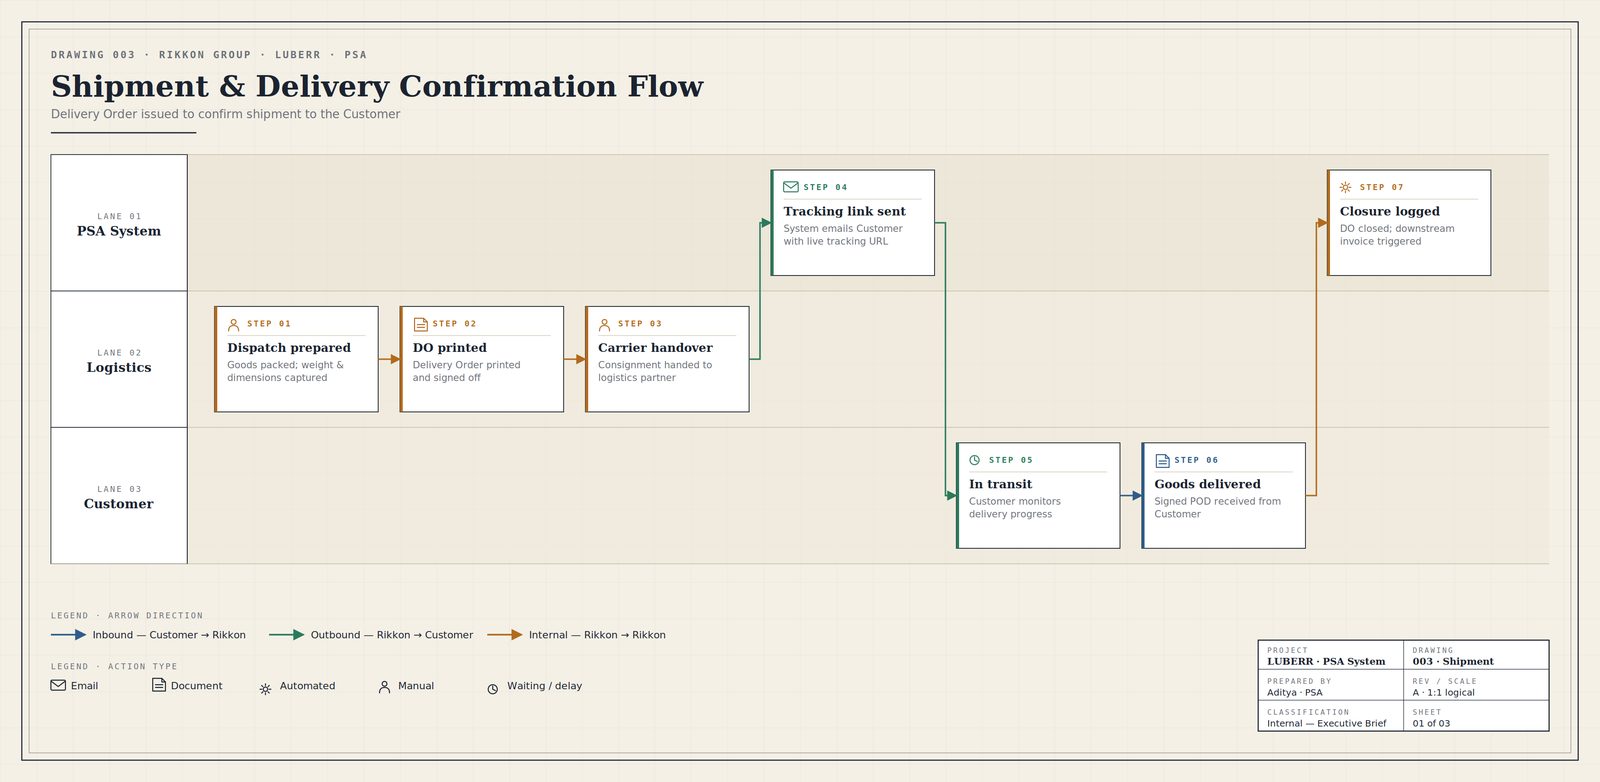 DRAWING 003 · RIKKON GROUP · LUBERR · PSA
Shipment & Delivery Confirmation Flow
Delivery Order issued to confirm shipment to the Customer
LANE 01
PSA System
STEP 04
Tracking link sent
System emails Customer
with live tracking URL
STEP 07
Closure logged
DO closed; downstream
invoice triggered
LANE 02
Logistics
STEP 01
Dispatch prepared
Goods packed; weight &
dimensions captured
STEP 02
DO printed
Delivery Order printed
and signed off
STEP 03
Carrier handover
Consignment handed to
logistics partner
LANE 03
Customer
STEP 05
In transit
Customer monitors
delivery progress
STEP 06
Goods delivered
Signed POD received from
Customer
LEGEND · ARROW DIRECTION
Inbound — Customer → Rikkon
Outbound — Rikkon → Customer
Internal — Rikkon → Rikkon
LEGEND · ACTION TYPE
Email
Document
Automated
Manual
Waiting / delay
PROJECT
LUBERR · PSA System
DRAWING
003 · Shipment
PREPARED BY
Aditya · PSA
REV / SCALE
A · 1:1 logical
CLASSIFICATION
Internal — Executive Brief
SHEET
01 of 03